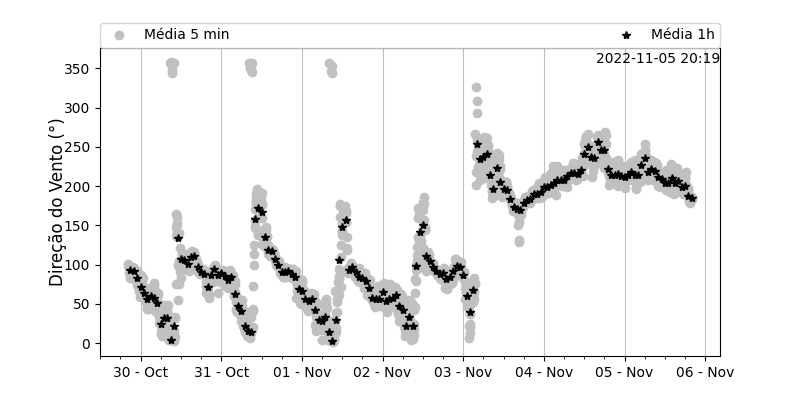 Média 5 min
Média 1h
2022-11-05 20:19
Direção do Vento (°)
350
300
250
200
150
100
50
0
30 - Oct
31 - Oct
01 - Nov
02 - Nov
03 - Nov
04 - Nov
05 - Nov
06 - Nov